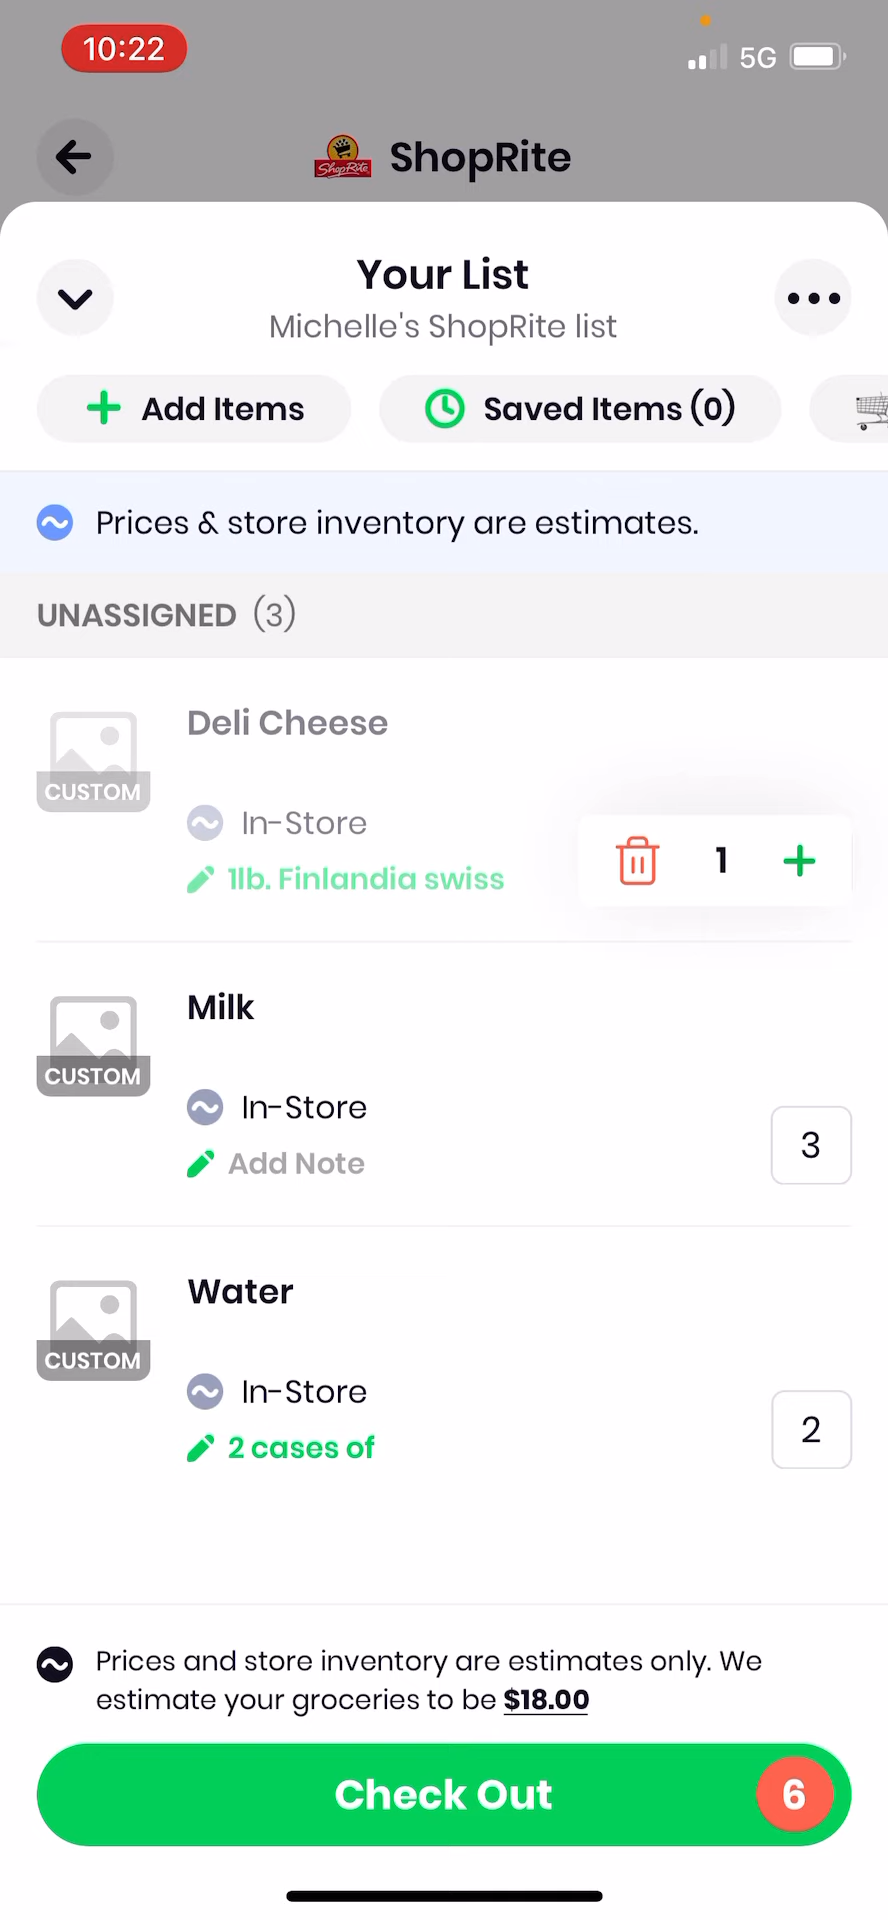 10:22
5G
ShopRite
ShopRite
Your List
Michelle's ShopRite list
Add Items
Saved Items (0)
Prices & store inventory are estimates.
UNASSIGNED (3)
Deli Cheese
CUSTOM
In-Store
1lb. Finlandia swiss
1
Milk
CUSTOM
In-Store
Add Note
3
Water
CUSTOM
In-Store
2 cases of
2
Prices and store inventory are estimates only. We
estimate your groceries to be $18.00
Check Out
6